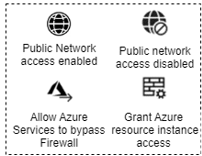 Public Network
access enabled
Public network
access disabled
Allow Azure
Services to bypass
Firewall
Grant Azure
resource instance
access